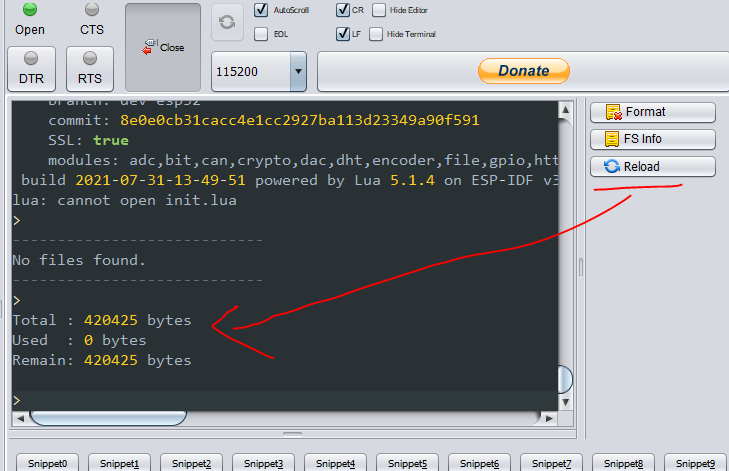 AutoScroll CR Hide Editor
Open CTS
Close
EOL LF Hide Terminal
DTR RTS
115200
Donate
branch: dev-esp32
commit: 8e0e0cb31cacc4e1cc2927ba113d23349a90f591
SSL: true
modules: adc,bit,can,crypto,dac,dht,encoder,file,gpio,htt
build 2021-07-31-13-49-51 powered by Lua 5.1.4 on ESP-IDF v3
lua: cannot open init.lua
>
----------------------------
No files found.
----------------------------
>
Total : 420425 bytes
Used  : 0 bytes
Remain: 420425 bytes
>
Format
FS Info
Reload
Snippet0 Snippet1 Snippet2 Snippet3 Snippet4 Snippet5 Snippet6 Snippet7 Snippet8 Snippet9